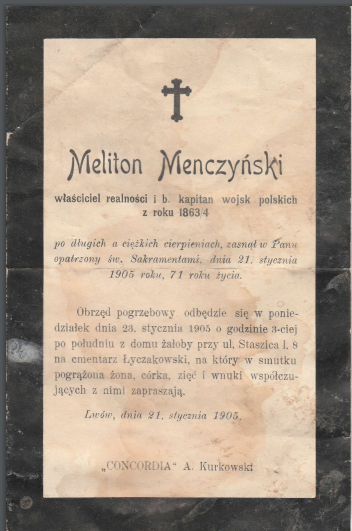 Meliton Menczyński
właściciel realności i b. kapitan wojsk polskich
z roku 1863/4
po długich a ciężkich cierpieniach, zasnął w Panu
opatrzony św. Sakramentami, dnia 21. stycznia
1905 roku, 71 roku życia.
Obrzęd pogrzebowy odbędzie się w ponie-
działek dnia 23. stycznia 1905 o godzinie 3-ciej
po południu z domu żałoby przy ul. Staszica l. 8
na cmentarz Łyczakowski, na który w smutku
pogrążona żona, córka, zięć i wnuki współczu-
jących z nimi zapraszają.
Lwów, dnia 21. stycznia 1905.
„CONCORDIA" A. Kurkowski